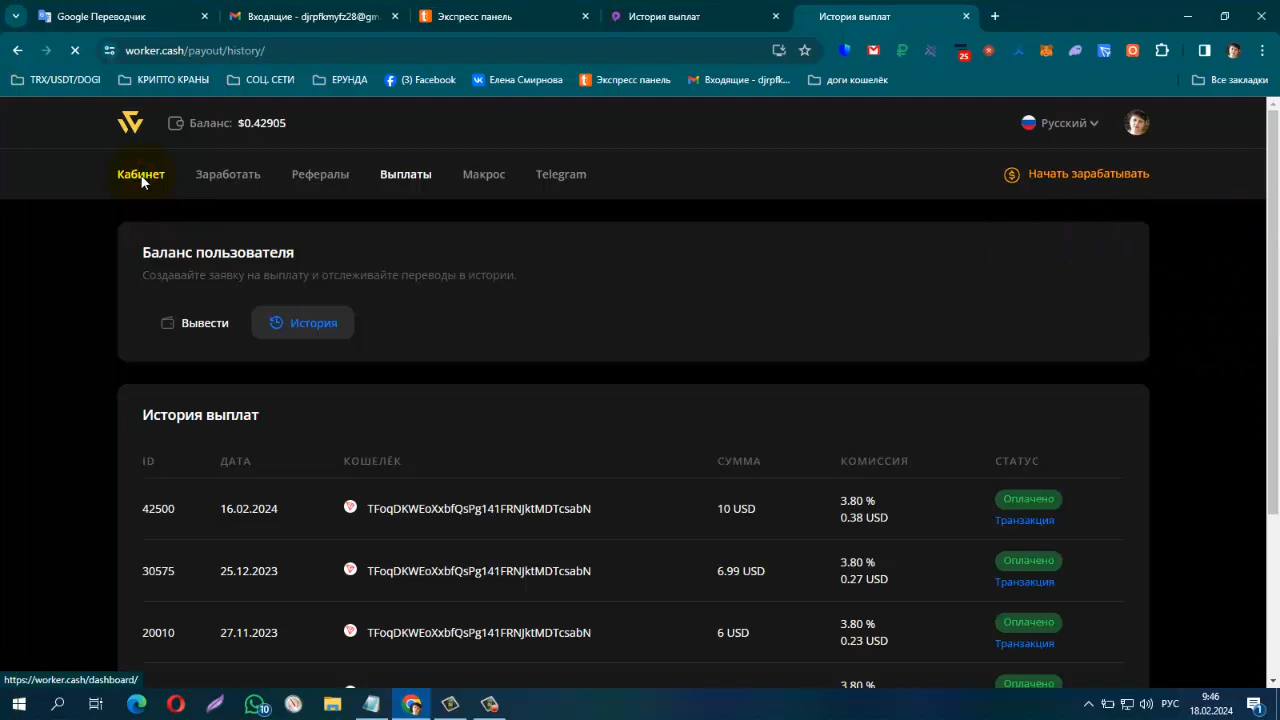 Google Переводчик
Входящие - djrpfkmyfz28@gm
Экспресс панель
История выплат
История выплат
worker.cash/payout/history/
25
TRX/USDT/DOGI
КРИПТО КРАНЫ
СОЦ. СЕТИ
ЕРУНДА
(3) Facebook
Елена Смирнова
Экспресс панель
Входящие - djrpfk...
доги кошелёк
Все закладки
Баланс: $0.42905
Русский
Кабинет
Заработать
Рефералы
Выплаты
Макрос
Telegram
Начать зарабатывать
Баланс пользователя
Создавайте заявку на выплату и отслеживайте переводы в истории.
Вывести
История
История выплат
ID ДАТА КОШЕЛЁК СУММА КОМИССИЯ СТАТУС
42500 16.02.2024 TFoqDKWEoXxbfQsPg141FRNJktMDTcsabN 10 USD
3.80 %
0.38 USD
Оплачено
Транзакция
30575 25.12.2023 TFoqDKWEoXxbfQsPg141FRNJktMDTcsabN 6.99 USD
3.80 %
0.27 USD
Оплачено
Транзакция
20010 27.11.2023 TFoqDKWEoXxbfQsPg141FRNJktMDTcsabN 6 USD
3.80 %
0.23 USD
Оплачено
Транзакция
3.80 %
Оплачено
https://worker.cash/dashboard/
10
РУС
9:46
18.02.2024
1